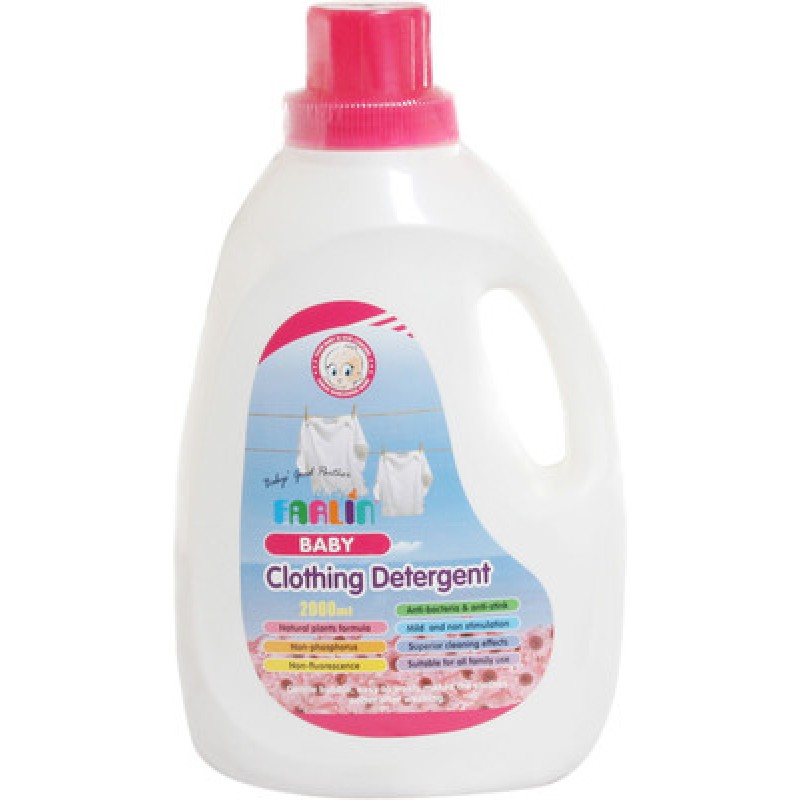 Baby' Good Partner
FARLIN
BABY
Clothing Detergent
2000ml
Anti-bacteria & anti-stink
Natural plants formula
Mild and non stimulation
Non-phosphorus
Superior cleaning effects
Non-fluorescence
Suitable for all family use